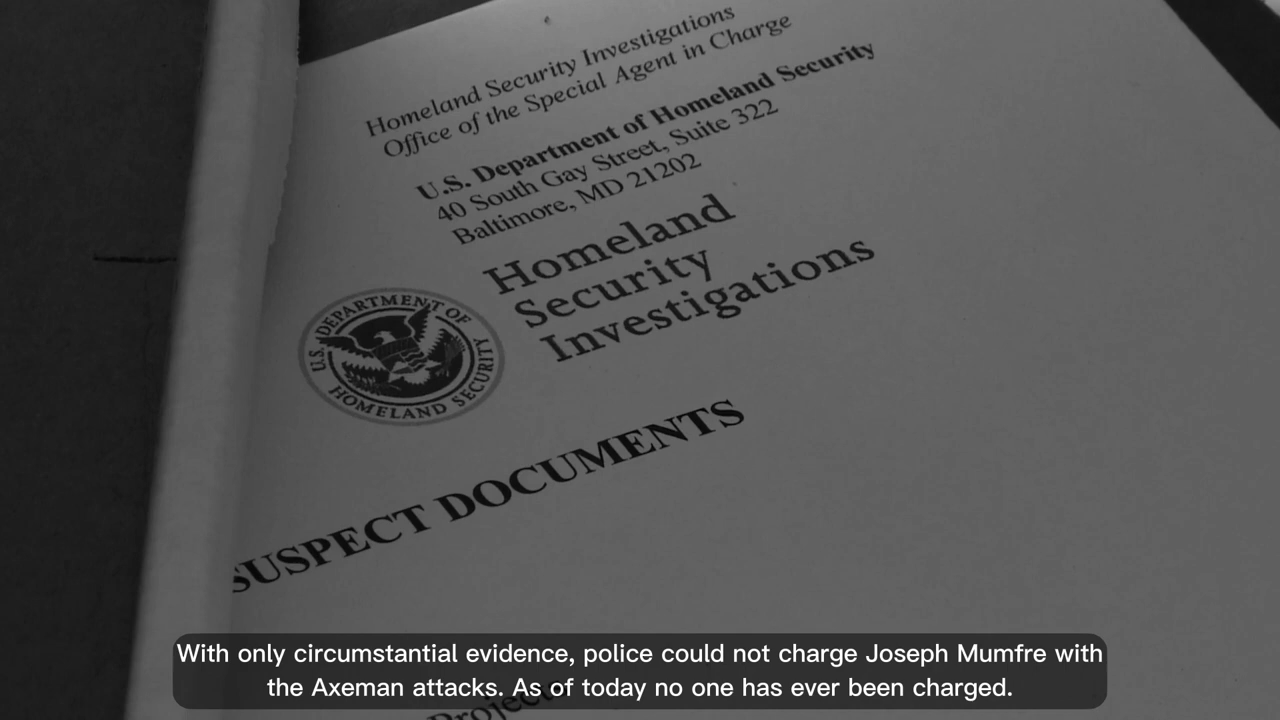 Homeland Security Investigations
Office of the Special Agent in Charge
U.S. Department of Homeland Security
40 South Gay Street, Suite 322
Baltimore, MD 21202
Homeland
Security
Investigations
U.S. DEPARTMENT OF
HOMELAND SECURITY
SUSPECT DOCUMENTS
With only circumstantial evidence, police could not charge Joseph Mumfre with
the Axeman attacks. As of today no one has ever been charged.